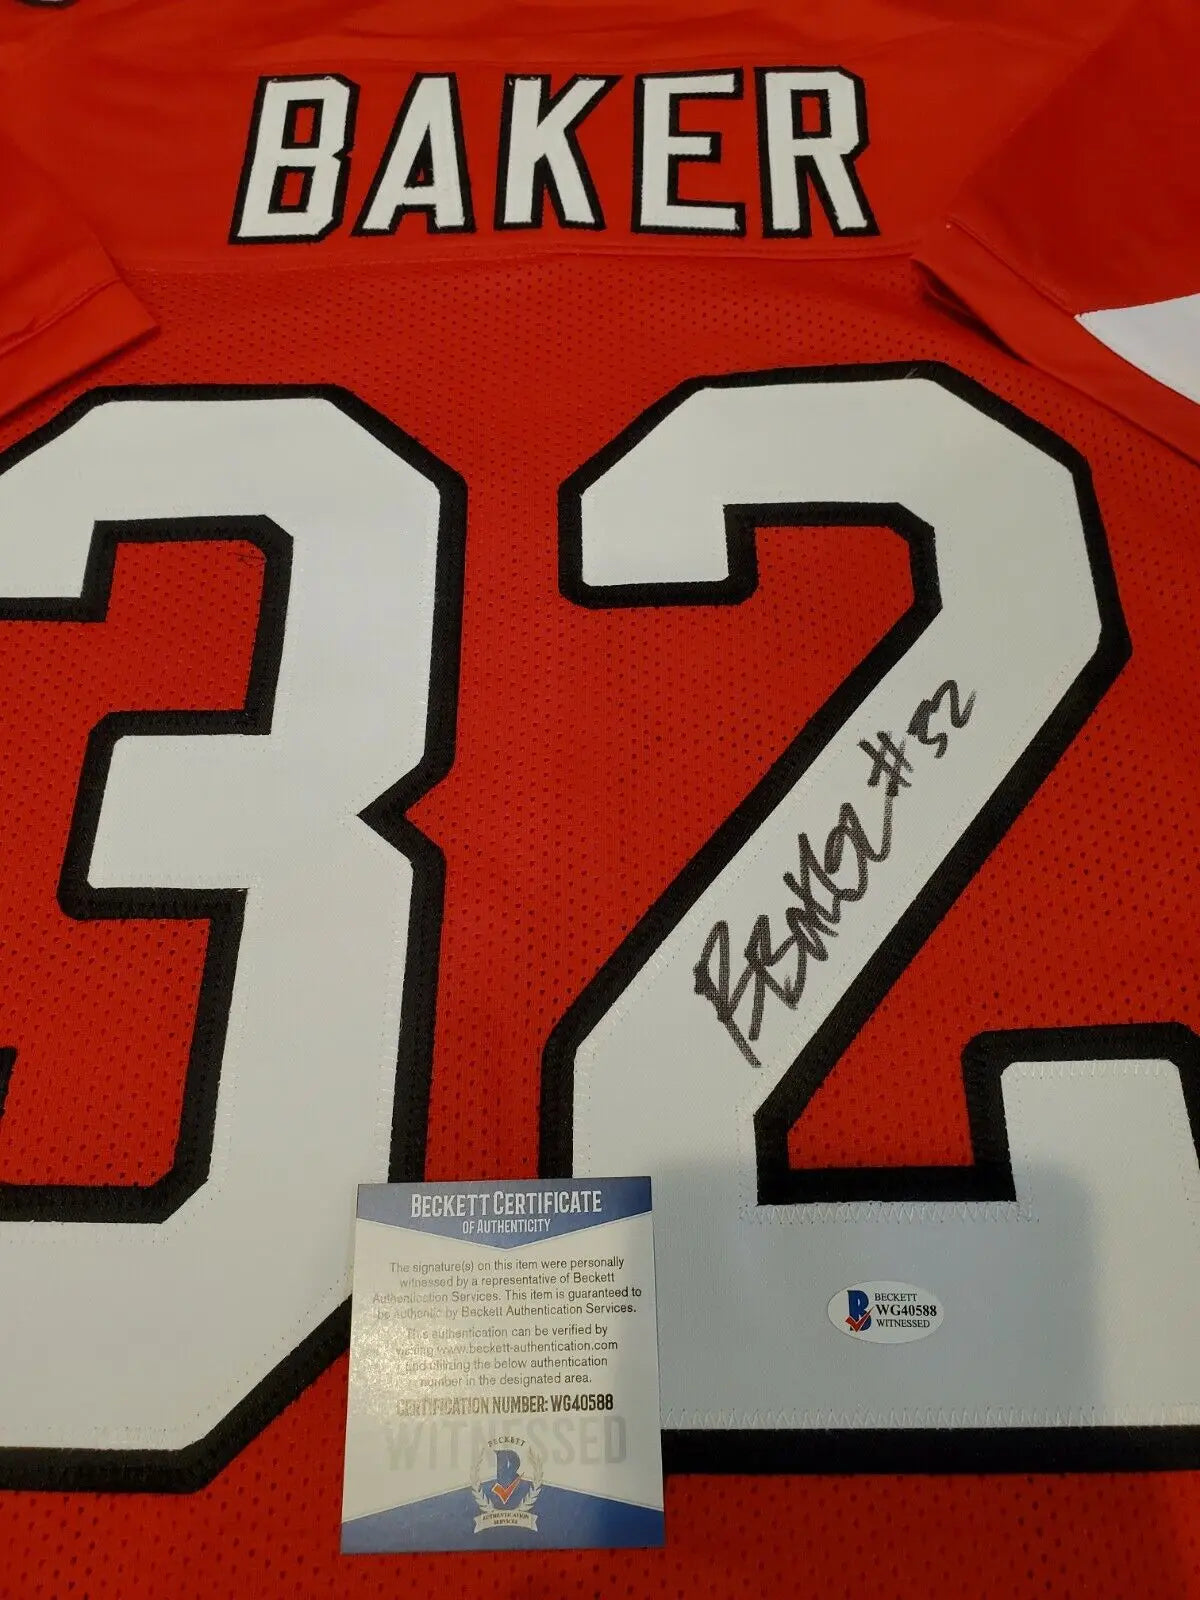 BAKER
32
#32
BECKETT
WG40588
WITNESSED
BECKETT CERTIFICATE
OF AUTHENTICITY
The signature(s) on this item were personally
witnessed by a representative of Beckett
Authentication Services. This item is guaranteed to
be authentic by Beckett Authentication Services.
This authentication can be verified by
visiting www.beckett-authentication.com
and utilizing the below authentication
number in the designated area.
CERTIFICATION NUMBER: WG40588
WITNESSED
BECKETT
B
AUTHENTICATION
SERVICES